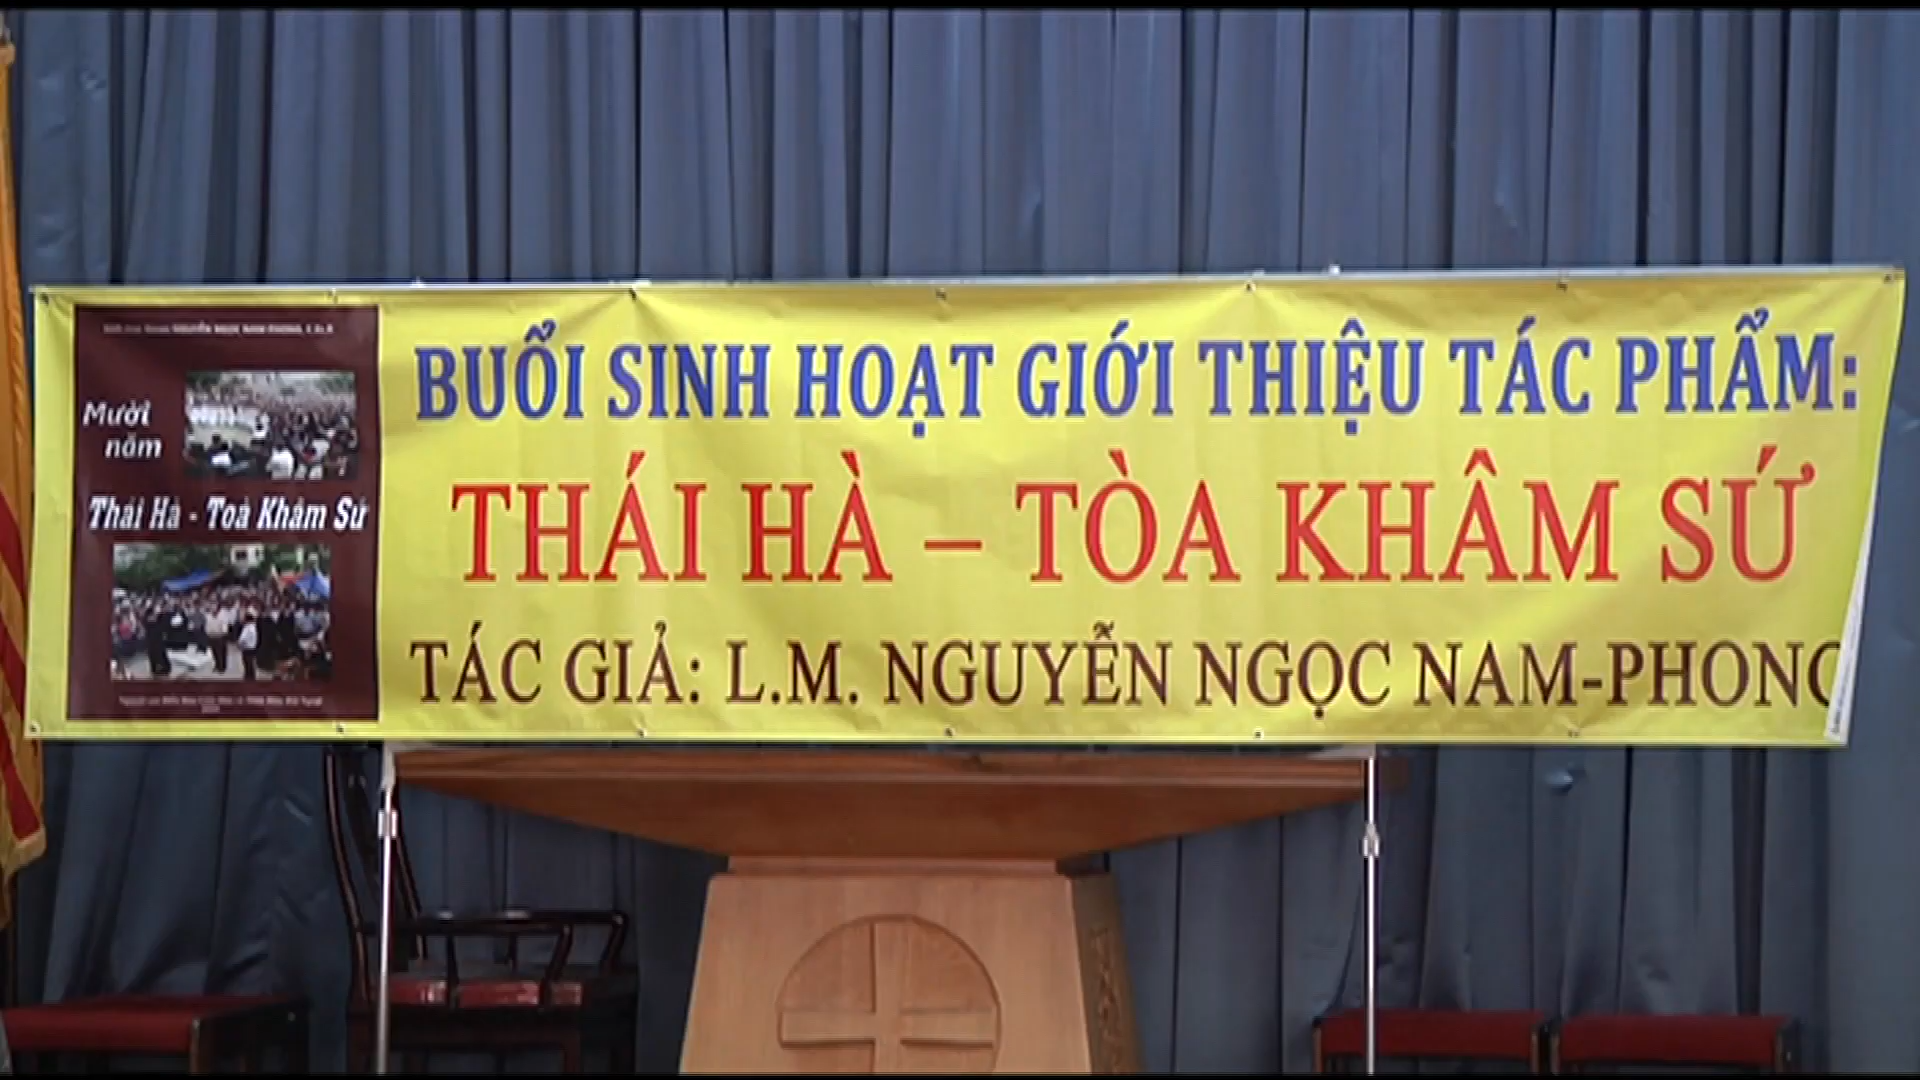 Mười
năm
Thái Hà - Toà Khâm Sứ
BUỔI SINH HOẠT GIỚI THIỆU TÁC PHẨM:
THÁI HÀ – TÒA KHÂM SỨ
TÁC GIẢ: L.M. NGUYỄN NGỌC NAM-PHONG